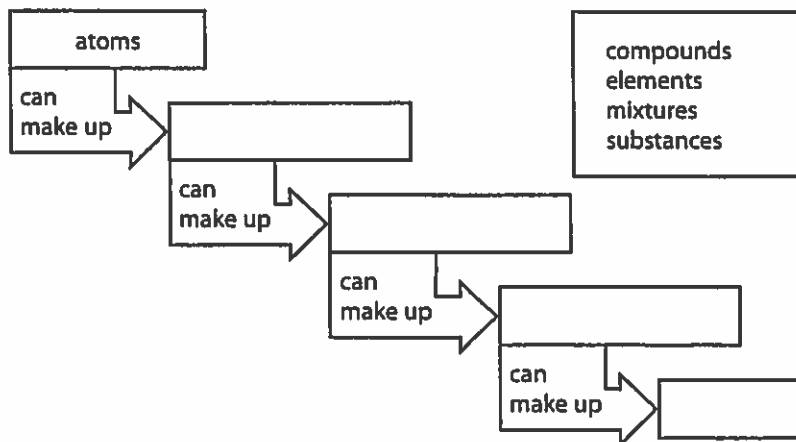 atoms
can
make up
can
make up
can
make up
can
make up
compounds
elements
mixtures
substances